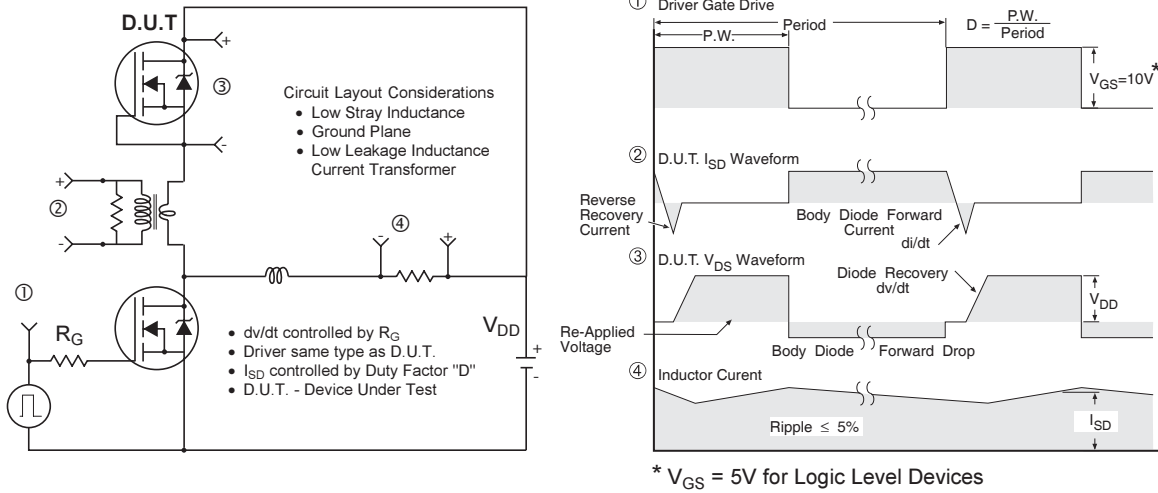 D.U.T
+
③
-
Circuit Layout Considerations
• Low Stray Inductance
• Ground Plane
• Low Leakage Inductance
Current Transformer
+
②
-
④
-
+
①
R_G
V_DD
+
-
• dv/dt controlled by R_G
• Driver same type as D.U.T.
• I_SD controlled by Duty Factor "D"
• D.U.T. - Device Under Test
① Driver Gate Drive
P.W.
Period
D = P.W. / Period
V_GS=10V*
② D.U.T. I_SD Waveform
Reverse
Recovery
Current
Body Diode Forward
Current
di/dt
③ D.U.T. V_DS Waveform
Diode Recovery
dv/dt
V_DD
Re-Applied
Voltage
Body Diode Forward Drop
④ Inductor Curent
Ripple ≤ 5%
I_SD
* V_GS = 5V for Logic Level Devices